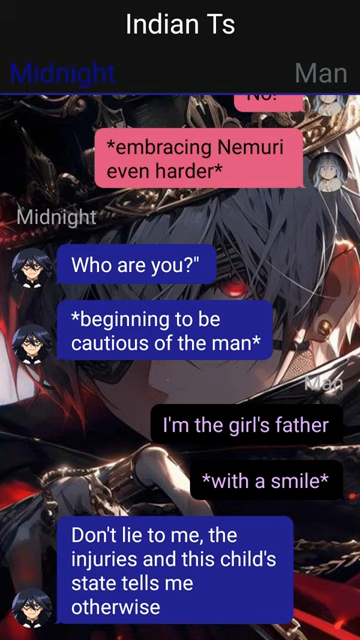 Indian Ts
Midnight
Man
No!
*embracing Nemuri
even harder*
Midnight
Who are you?"
*beginning to be
cautious of the man*
Man
I'm the girl's father
*with a smile*
Don't lie to me, the
injuries and this child's
state tells me
otherwise